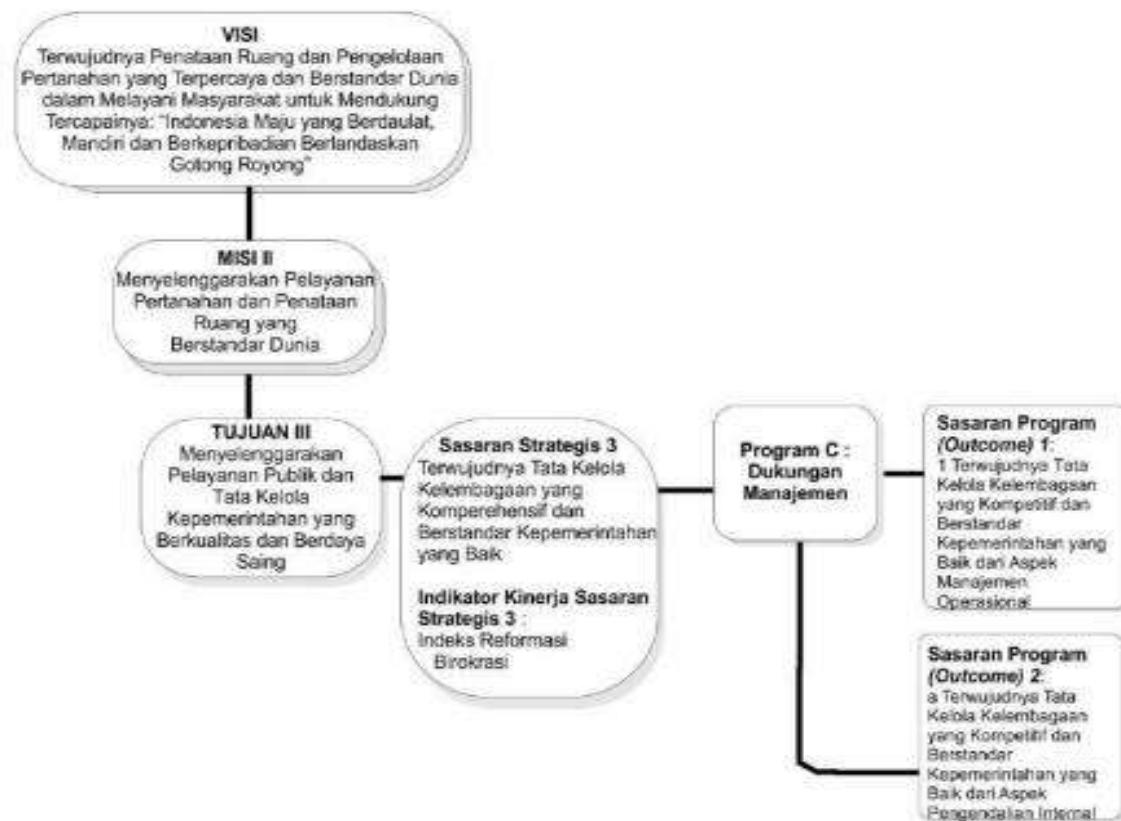 VISI
Terwujudnya Penataan Ruang dan Pengelolaan
Pertanahan yang Terpercaya dan Berstandar Dunia
dalam Melayani Masyarakat untuk Mendukung
Tercapainya: "Indonesia Maju yang Berdaulat,
Mandiri dan Berkepribadian Berlandaskan
Gotong Royong"
MISI II
Menyelenggarakan Pelayanan
Pertanahan dan Penataan
Ruang yang
Berstandar Dunia
TUJUAN III
Menyelenggarakan
Pelayanan Publik dan
Tata Kelola
Kepemerintahan yang
Berkualitas dan Berdaya
Saing
Sasaran Strategis 3
Terwujudnya Tata Kelola
Kelembagaan yang
Komperehensif dan
Berstandar Kepemerintahan
yang Baik
Indikator Kinerja Sasaran
Strategis 3 :
Indeks Reformasi
Birokrasi
Program C :
Dukungan
Manajemen
Sasaran Program
(Outcome) 1:
1 Terwujudnya Tata
Kelola Kelembagaan
yang Kompetitif dan
Berstandar
Kepemerintahan yang
Baik dari Aspek
Manajemen
Operasional
Sasaran Program
(Outcome) 2:
a Terwujudnya Tata
Kelola Kelembagaan
yang Kompetitif dan
Berstandar
Kepemerintahan yang
Baik dari Aspek
Pengendalian Internal